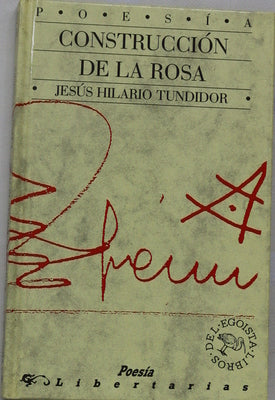 P·O·E·S·Í·A
CONSTRUCCIÓN
DE LA ROSA
· JESÚS HILARIO TUNDIDOR ·
LIBROS·DEL·EGOISTA
Poesía
Libertarias